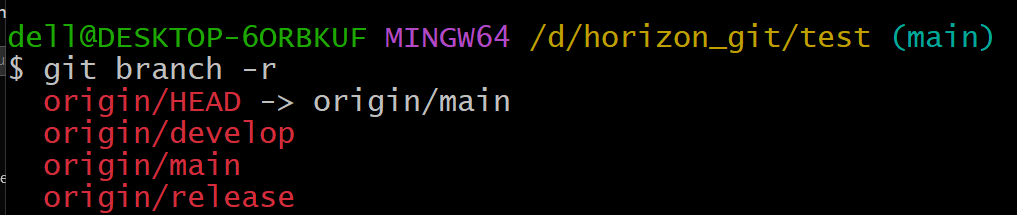 dell@DESKTOP-6ORBKUF MINGW64 /d/horizon_git/test (main)
$ git branch -r
  origin/HEAD -> origin/main
  origin/develop
  origin/main
  origin/release